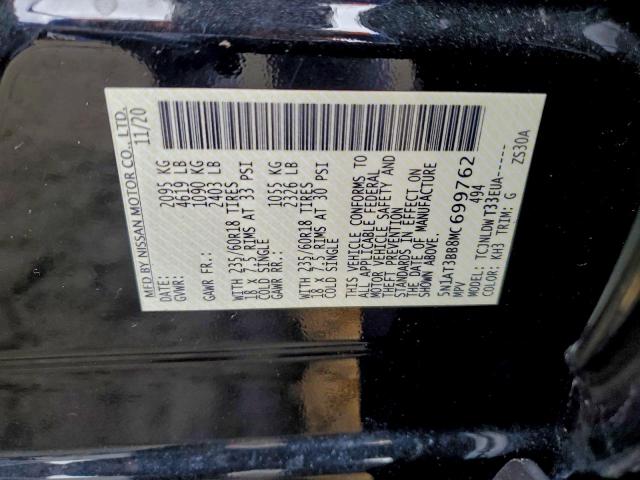 MFD BY NISSAN MOTOR CO., LTD.
DATE: 11/20
GVWR: 2095 KG
4619 LB
GAWR FR.: 1090 KG
2403 LB
WITH 235/60R18 TIRES
18 X 7.5 RIMS AT 33 PSI
COLD SINGLE
GAWR RR.: 1055 KG
2326 LB
WITH 235/60R18 TIRES
18 X 7.5 RIMS AT 30 PSI
COLD SINGLE
THIS VEHICLE CONFORMS TO
ALL APPLICABLE FEDERAL
MOTOR VEHICLE SAFETY AND
THEFT PREVENTION
STANDARDS IN EFFECT ON
THE DATE OF MANUFACTURE
SHOWN ABOVE.
5N1AT3BB8MC699762
MPV 494
MODEL: TCJNLDWT33EUA-----
COLOR: KH3 TRIM: G ZS30A